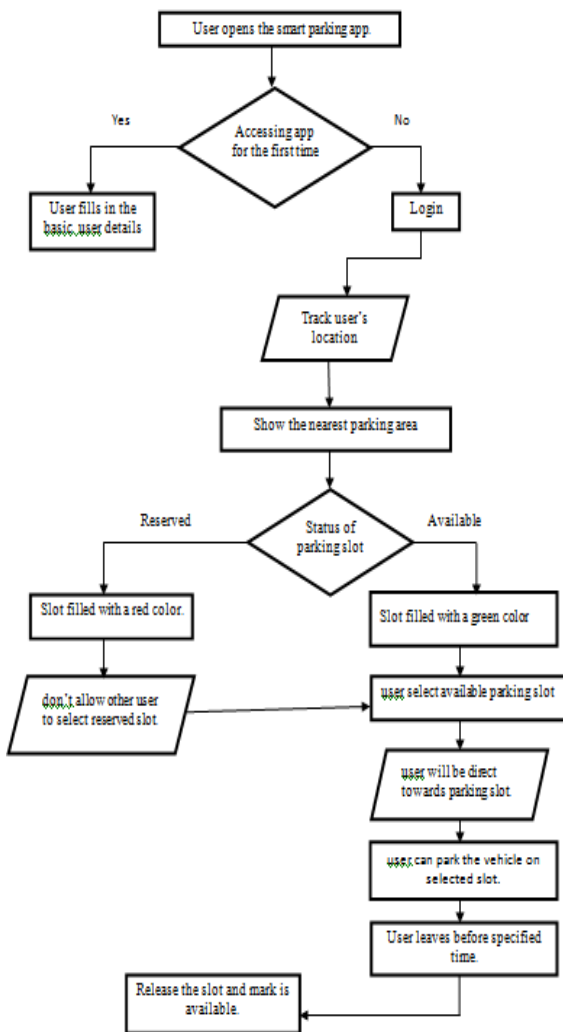 User opens the smart parking app.
Yes
Accessing app
for the first time
No
User fills in the
basic user details
Login
Track user's
location
Show the nearest parking area
Reserved
Status of
parking slot
Available
Slot filled with a red color.
Slot filled with a green color
don't allow other user
to select reserved slot.
user select available parking slot
user will be direct
towards parking slot.
user can park the vehicle on
selected slot.
User leaves before specified
time.
Release the slot and mark is
available.